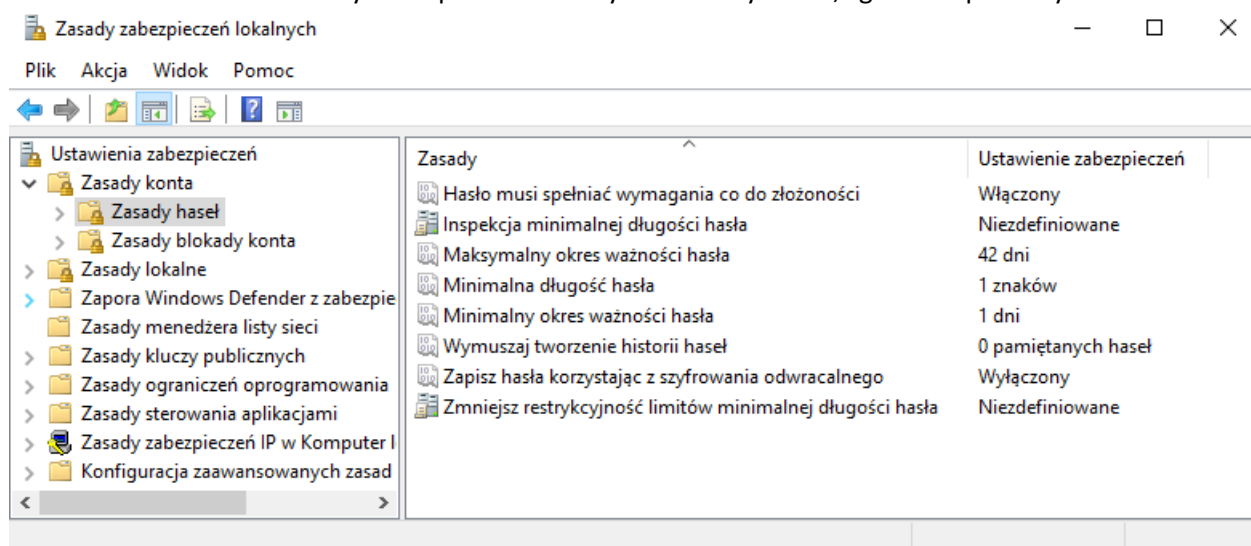 Zasady zabezpieczeń lokalnych
Plik Akcja Widok Pomoc
Ustawienia zabezpieczeń
Zasady konta
Zasady haseł
Zasady blokady konta
Zasady lokalne
Zapora Windows Defender z zabezpie
Zasady menedżera listy sieci
Zasady kluczy publicznych
Zasady ograniczeń oprogramowania
Zasady sterowania aplikacjami
Zasady zabezpieczeń IP w Komputer l
Konfiguracja zaawansowanych zasad
Zasady Ustawienie zabezpieczeń
Hasło musi spełniać wymagania co do złożoności Włączony
Inspekcja minimalnej długości hasła Niezdefiniowane
Maksymalny okres ważności hasła 42 dni
Minimalna długość hasła 1 znaków
Minimalny okres ważności hasła 1 dni
Wymuszaj tworzenie historii haseł 0 pamiętanych haseł
Zapisz hasła korzystając z szyfrowania odwracalnego Wyłączony
Zmniejsz restrykcyjność limitów minimalnej długości hasła Niezdefiniowane